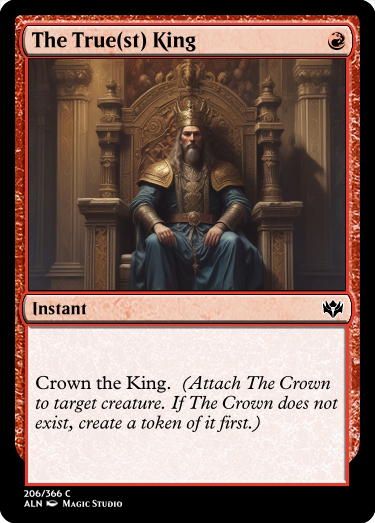 The True(st) King
Instant
Crown the King. (Attach The Crown
to target creature. If The Crown does not
exist, create a token of it first.)
206/366 C
ALN Magic Studio